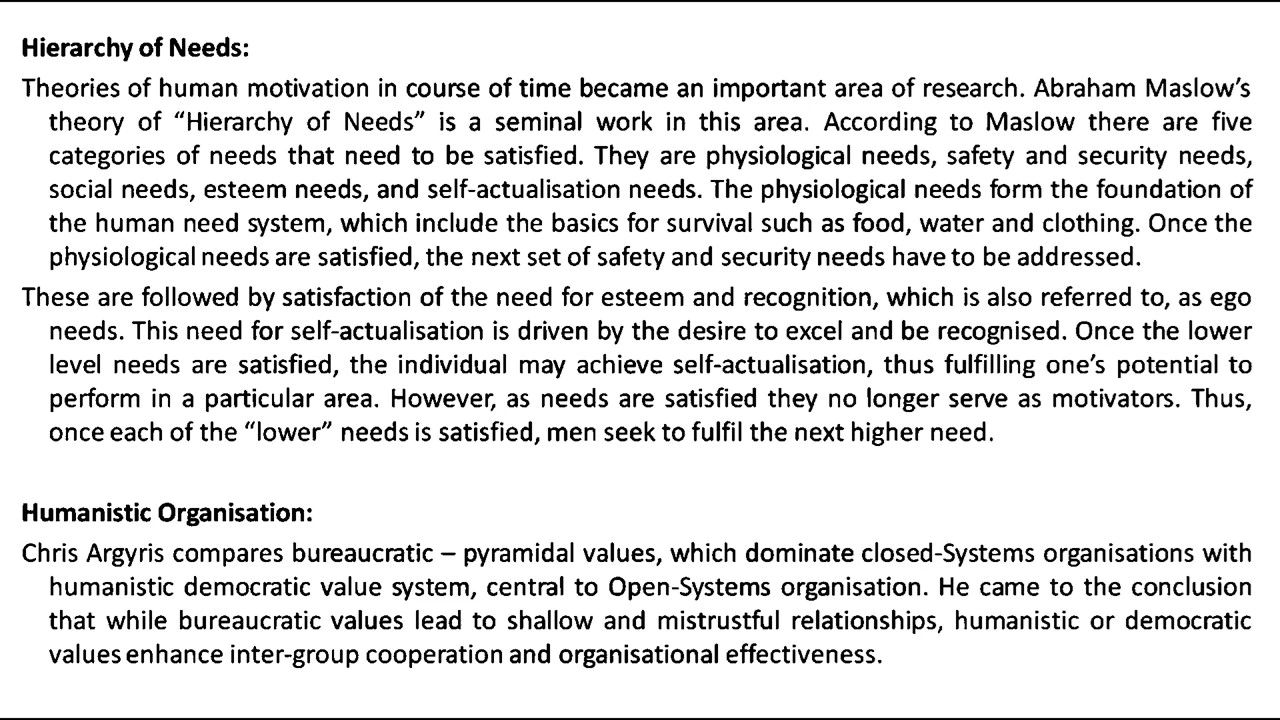 Hierarchy of Needs:
Theories of human motivation in course of time became an important area of research. Abraham Maslow’s
theory of “Hierarchy of Needs” is a seminal work in this area. According to Maslow there are five
categories of needs that need to be satisfied. They are physiological needs, safety and security needs,
social needs, esteem needs, and self-actualisation needs. The physiological needs form the foundation of
the human need system, which include the basics for survival such as food, water and clothing. Once the
physiological needs are satisfied, the next set of safety and security needs have to be addressed.
These are followed by satisfaction of the need for esteem and recognition, which is also referred to, as ego
needs. This need for self-actualisation is driven by the desire to excel and be recognised. Once the lower
level needs are satisfied, the individual may achieve self-actualisation, thus fulfilling one’s potential to
perform in a particular area. However, as needs are satisfied they no longer serve as motivators. Thus,
once each of the “lower” needs is satisfied, men seek to fulfil the next higher need.
Humanistic Organisation:
Chris Argyris compares bureaucratic – pyramidal values, which dominate closed-Systems organisations with
humanistic democratic value system, central to Open-Systems organisation. He came to the conclusion
that while bureaucratic values lead to shallow and mistrustful relationships, humanistic or democratic
values enhance inter-group cooperation and organisational effectiveness.